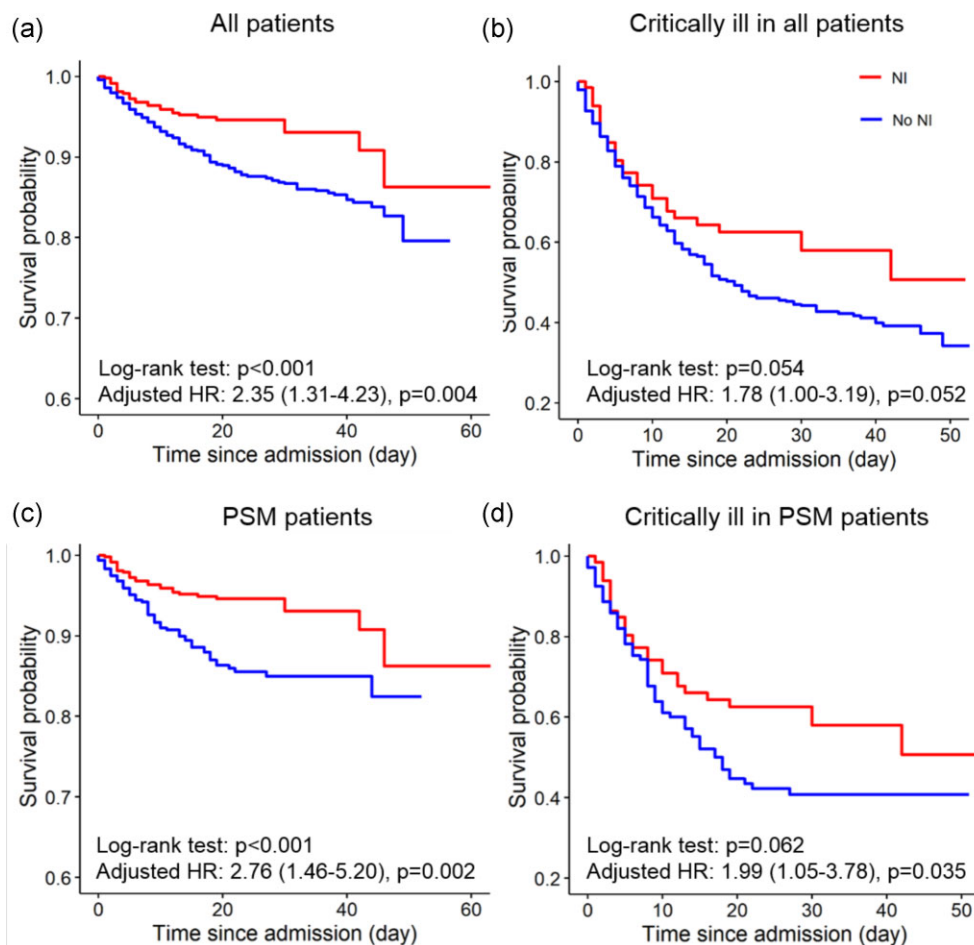 (a)
All patients
Survival probability
1.0
0.9
0.8
0.7
0.6
Log-rank test: p<0.001
Adjusted HR: 2.35 (1.31-4.23), p=0.004
0 20 40 60
Time since admission (day)
(b)
Critically ill in all patients
Survival probability
1.0
0.8
0.6
0.4
0.2
NI
No NI
Log-rank test: p=0.054
Adjusted HR: 1.78 (1.00-3.19), p=0.052
0 10 20 30 40 50
Time since admission (day)
(c)
PSM patients
Survival probability
1.0
0.9
0.8
0.7
0.6
Log-rank test: p<0.001
Adjusted HR: 2.76 (1.46-5.20), p=0.002
0 20 40 60
Time since admission (day)
(d)
Critically ill in PSM patients
Survival probability
1.0
0.8
0.6
0.4
0.2
Log-rank test: p=0.062
Adjusted HR: 1.99 (1.05-3.78), p=0.035
0 10 20 30 40 50
Time since admission (day)